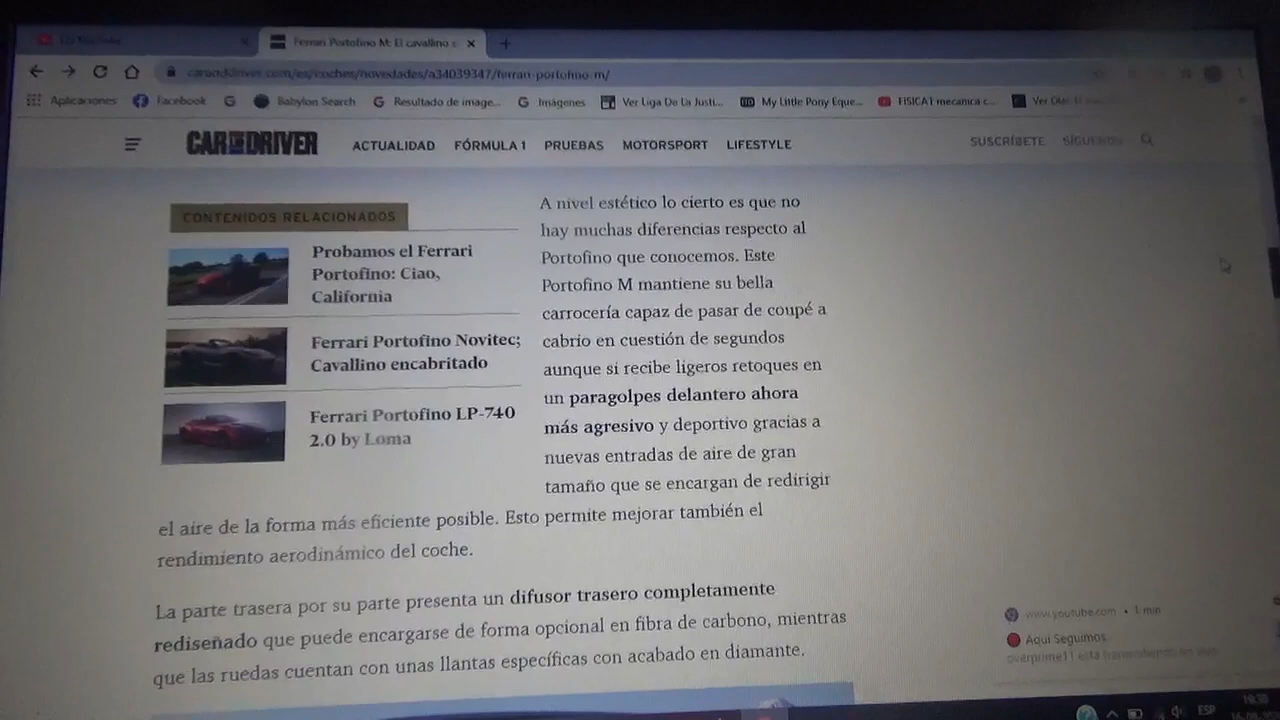 Ferrari Portofino M: El cavallino
caranddriver.com/es/coches/novedades/a34039347/ferrari-portofino-m/
Aplicaciones Facebook Babylon Search Resultado de image... Imágenes Ver Liga De La Justi... My Little Pony Eque... FISICA I mecanica c... Ver
CAR AND DRIVER ACTUALIDAD FÓRMULA 1 PRUEBAS MOTORSPORT LIFESTYLE SUSCRÍBETE SÍGUENOS
CONTENIDOS RELACIONADOS
Probamos el Ferrari
Portofino: Ciao,
California
Ferrari Portofino Novitec;
Cavallino encabritado
Ferrari Portofino LP-740
2.0 by Loma
A nivel estético lo cierto es que no
hay muchas diferencias respecto al
Portofino que conocemos. Este
Portofino M mantiene su bella
carrocería capaz de pasar de coupé a
cabrio en cuestión de segundos
aunque si recibe ligeros retoques en
un paragolpes delantero ahora
más agresivo y deportivo gracias a
nuevas entradas de aire de gran
tamaño que se encargan de redirigir
el aire de la forma más eficiente posible. Esto permite mejorar también el
rendimiento aerodinámico del coche.
La parte trasera por su parte presenta un difusor trasero completamente
rediseñado que puede encargarse de forma opcional en fibra de carbono, mientras
que las ruedas cuentan con unas llantas específicas con acabado en diamante.
www.youtube.com • 1 min
Aqui Seguimos
overprime11 está transmitiendo en vivo
ESP